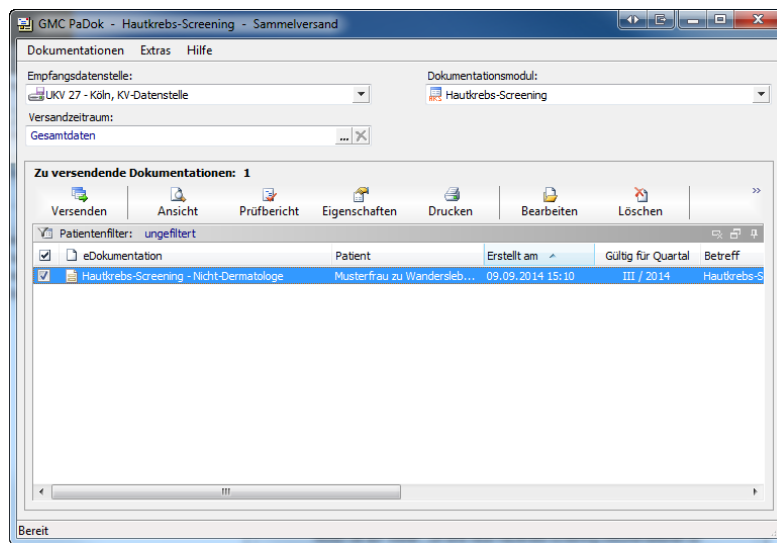 GMC PaDok - Hautkrebs-Screening - Sammelversand
Dokumentationen Extras Hilfe
Empfangsdatenstelle: Dokumentationsmodul:
UKV 27 - Köln, KV-Datenstelle Hautkrebs-Screening
Versandzeitraum:
Gesamtdaten ...
Zu versendende Dokumentationen: 1
Versenden Ansicht Prüfbericht Eigenschaften Drucken Bearbeiten Löschen »
Patientenfilter: ungefiltert
eDokumentation Patient Erstellt am Gültig für Quartal Betreff
Hautkrebs-Screening - Nicht-Dermatologe Musterfrau zu Wandersleb... 09.09.2014 15:10 III / 2014 Hautkrebs-S
Bereit